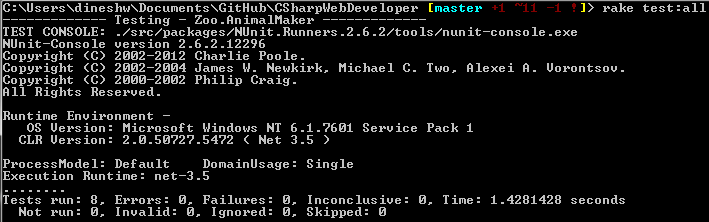 C:\Users\dineshw\Documents\GitHub\CSharpWebDeveloper [master +1 ~11 -1 !]> rake test:all
------------- Testing - Zoo.AnimalMaker -------------
TEST CONSOLE: ./src/packages/NUnit.Runners.2.6.2/tools/nunit-console.exe
NUnit-Console version 2.6.2.12296
Copyright (C) 2002-2012 Charlie Poole.
Copyright (C) 2002-2004 James W. Newkirk, Michael C. Two, Alexei A. Vorontsov.
Copyright (C) 2000-2002 Philip Craig.
All Rights Reserved.
Runtime Environment -
OS Version: Microsoft Windows NT 6.1.7601 Service Pack 1
CLR Version: 2.0.50727.5472 ( Net 3.5 )
ProcessModel: Default    DomainUsage: Single
Execution Runtime: net-3.5
........
Tests run: 8, Errors: 0, Failures: 0, Inconclusive: 0, Time: 1.4281428 seconds
Not run: 0, Invalid: 0, Ignored: 0, Skipped: 0